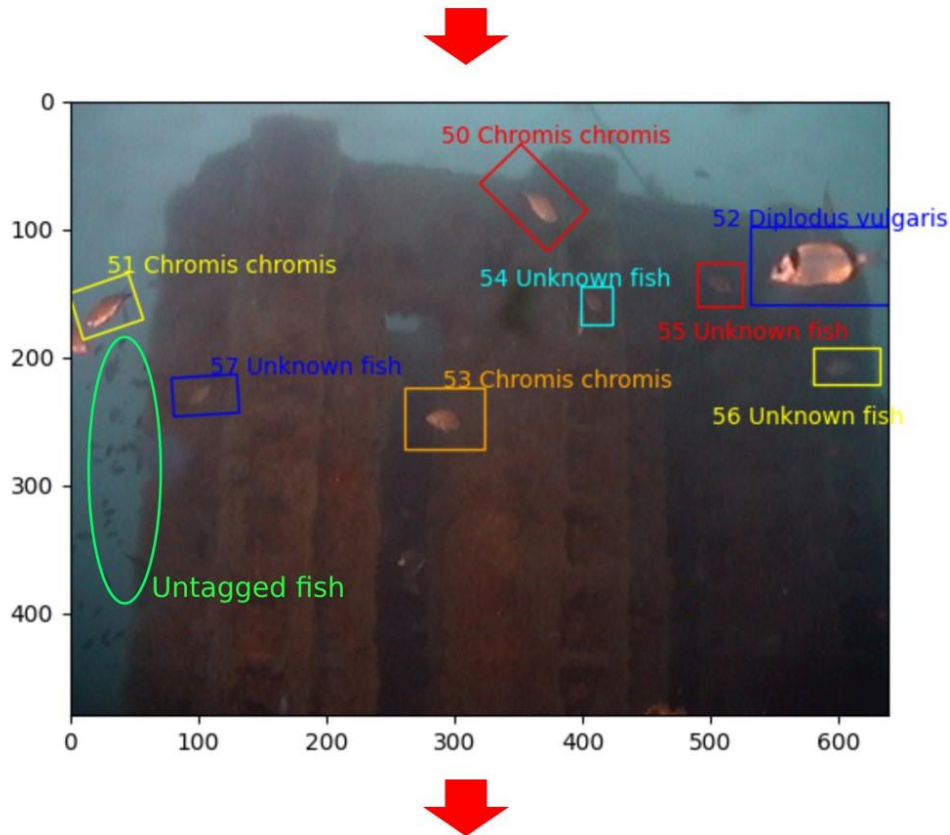 0
50 Chromis chromis
100
52 Diplodus vulgaris
51 Chromis chromis
54 Unknown fish
55 Unknown fish
200
57 Unknown fish
53 Chromis chromis
56 Unknown fish
300
Untagged fish
400
0 100 200 300 400 500 600